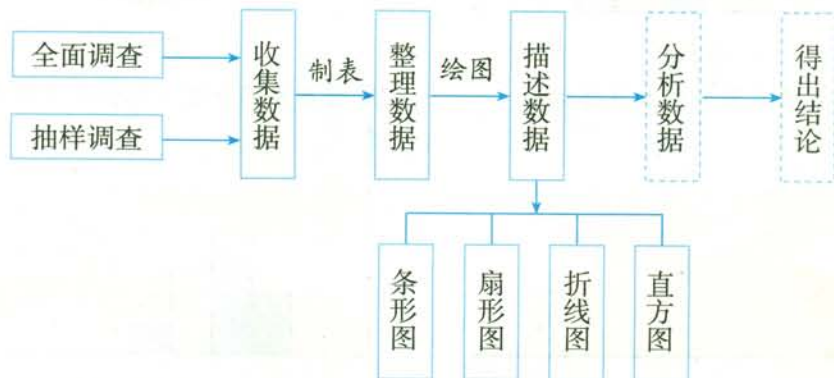 全面调查
抽样调查
收集数据
制表
整理数据
绘图
描述数据
分析数据
得出结论
条形图
扇形图
折线图
直方图